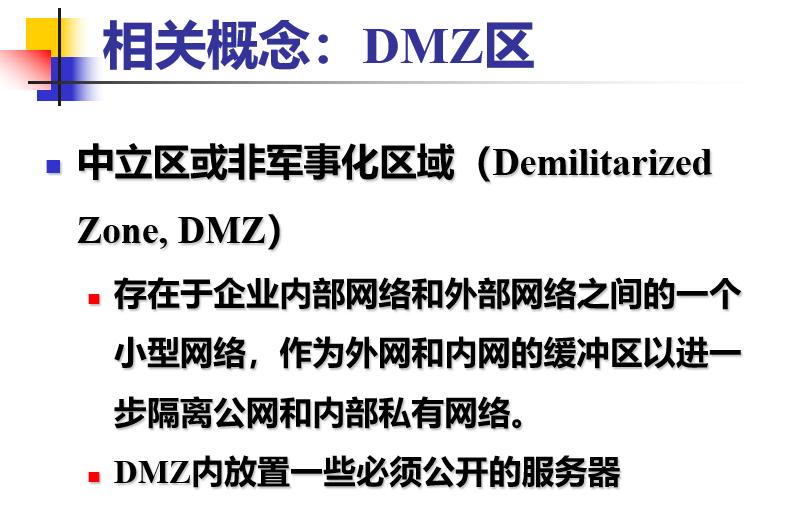 相关概念：DMZ区
中立区或非军事化区域（Demilitarized
Zone, DMZ）
存在于企业内部网络和外部网络之间的一个
小型网络，作为外网和内网的缓冲区以进一
步隔离公网和内部私有网络。
DMZ内放置一些必须公开的服务器